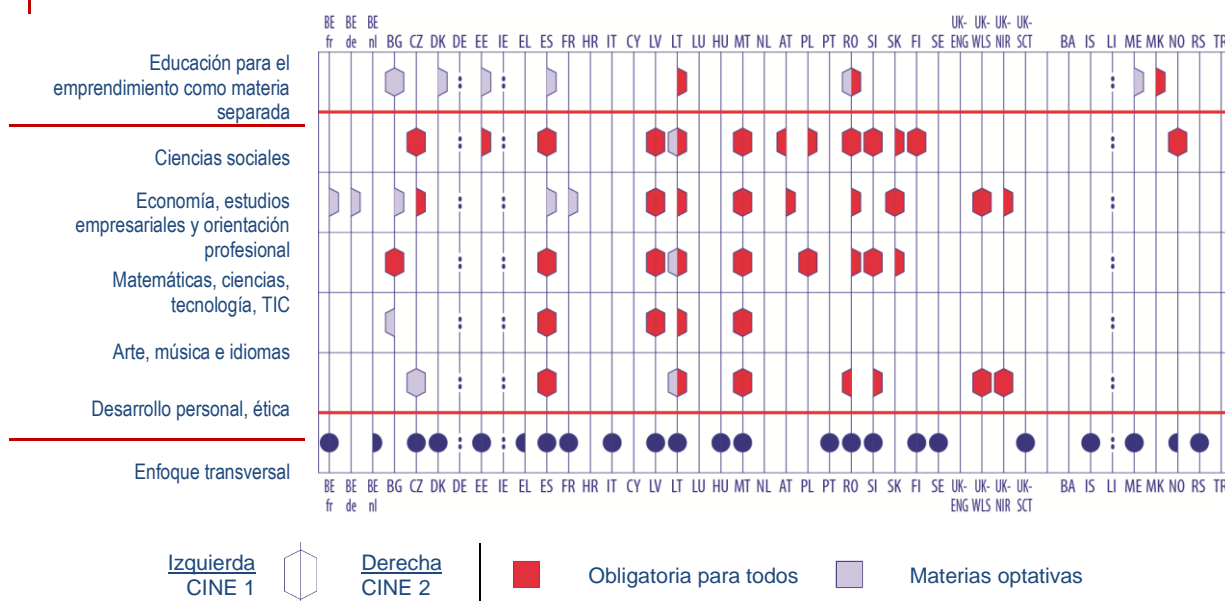 BE BE BE UK- UK- UK- UK-
fr de nl BG CZ DK DE EE IE EL ES FR HR IT CY LV LT LU HU MT NL AT PL PT RO SI SK FI SE ENG WLS NIR SCT BA IS LI ME MK NO RS TR
Educación para el
emprendimiento como materia
separada
Ciencias sociales
Economía, estudios
empresariales y orientación
profesional
Matemáticas, ciencias,
tecnología, TIC
Arte, música e idiomas
Desarrollo personal, ética
Enfoque transversal
BE BE BE BG CZ DK DE EE IE EL ES FR HR IT CY LV LT LU HU MT NL AT PL PT RO SI SK FI SE UK- UK- UK- UK- BA IS LI ME MK NO RS TR
fr de nl ENG WLS NIR SCT
Izquierda
CINE 1
Derecha
CINE 2
Obligatoria para todos
Materias optativas